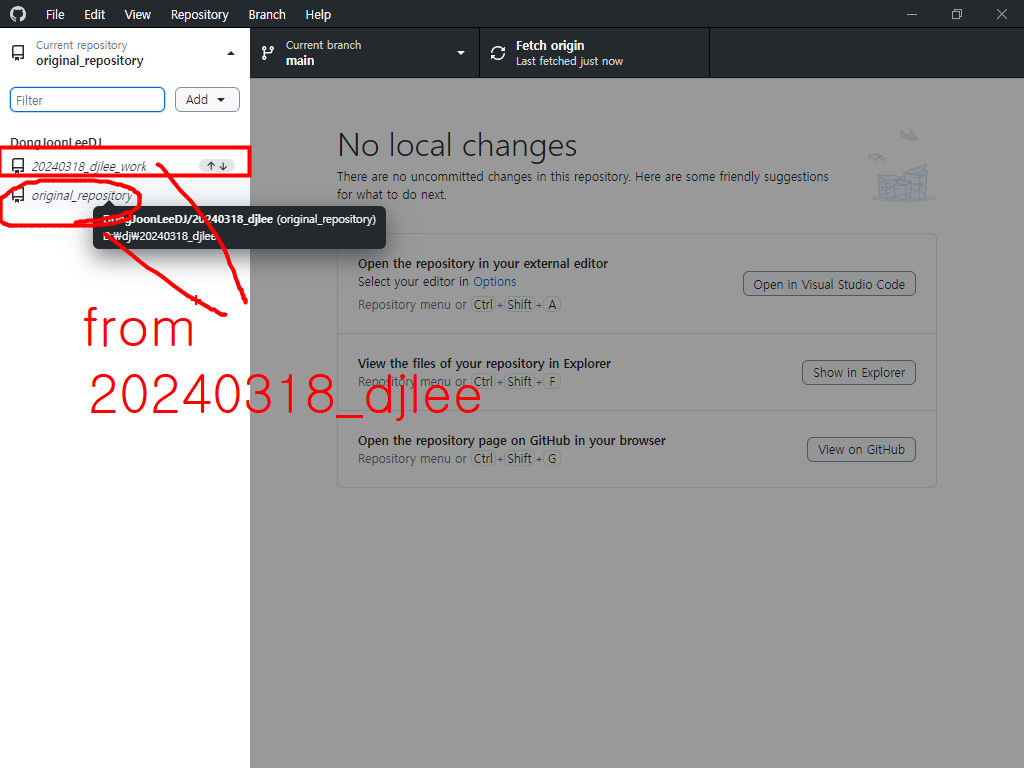 File Edit View Repository Branch Help
Current repository
original_repository
Current branch
main
Fetch origin
Last fetched just now
Filter
Add
DongJoonLeeDJ
20240318_djlee_work
original_repository
DongJoonLeeDJ/20240318_djlee (original_repository)
D:₩dj₩20240318_djlee
from
20240318_djlee
No local changes
There are no uncommitted changes in this repository. Here are some friendly suggestions
for what to do next.
Open the repository in your external editor
Select your editor in Options
Repository menu or Ctrl + Shift + A
Open in Visual Studio Code
View the files of your repository in Explorer
Repository menu or Ctrl + Shift + F
Show in Explorer
Open the repository page on GitHub in your browser
Repository menu or Ctrl + Shift + G
View on GitHub